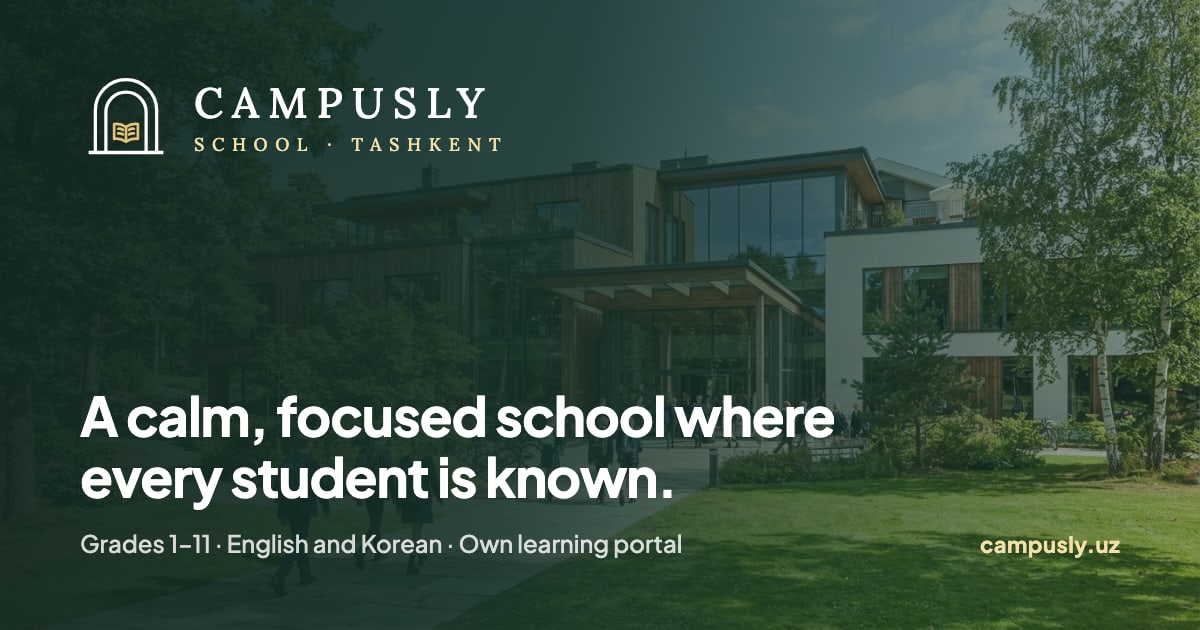 CAMPUSLY
SCHOOL · TASHKENT
A calm, focused school where
every student is known.
Grades 1–11 · English and Korean · Own learning portal
campusly.uz